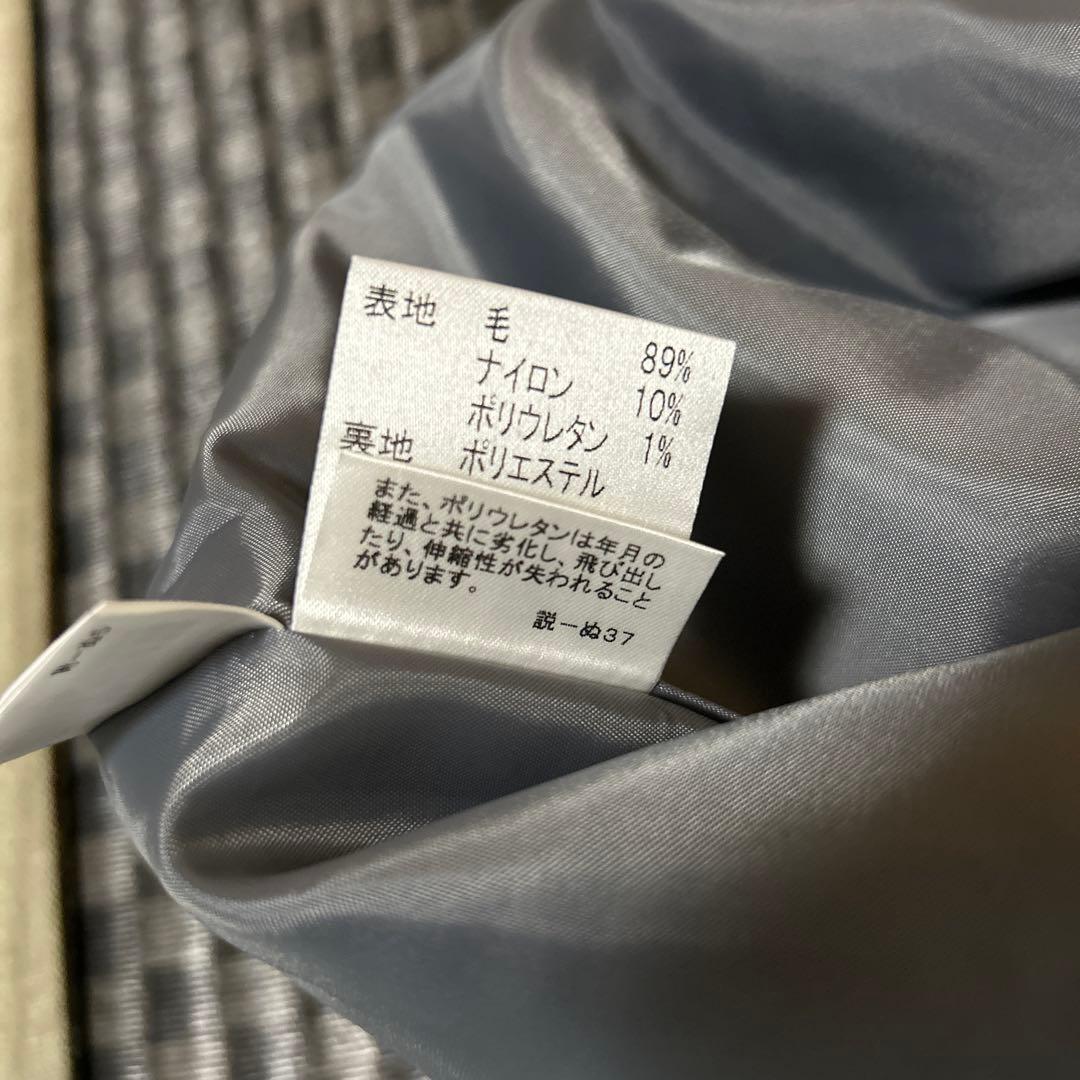 表地 毛 89%
ナイロン 10%
ポリウレタン 1%
裏地 ポリエステル
また、ポリウレタンは年月の
経過と共に劣化し、飛び出し
たり、伸縮性が失われること
があります。
説ーぬ37